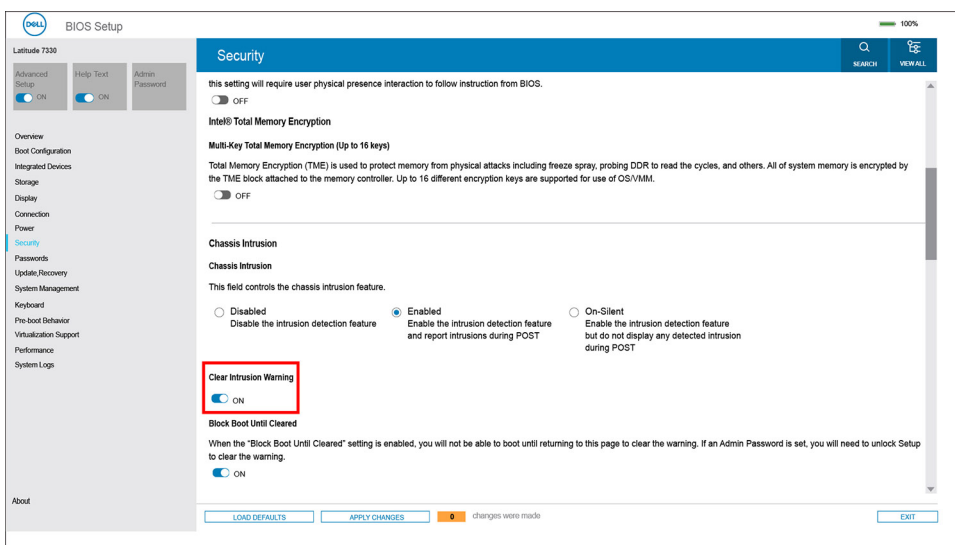 DELL
BIOS Setup
100%
Latitude 7330
Advanced
Setup
ON
Help Text
ON
Admin
Password
Security
SEARCH
VIEW ALL
Overview
Boot Configuration
Integrated Devices
Storage
Display
Connection
Power
Security
Passwords
Update,Recovery
System Management
Keyboard
Pre-boot Behavior
Virtualization Support
Performance
System Logs
About
this setting will require user physical presence interaction to follow instruction from BIOS.
OFF
Intel® Total Memory Encryption
Multi-Key Total Memory Encryption (Up to 16 keys)
Total Memory Encryption (TME) is used to protect memory from physical attacks including freeze spray, probing DDR to read the cycles, and others. All of system memory is encrypted by
the TME block attached to the memory controller. Up to 16 different encryption keys are supported for use of OS/VMM.
OFF
Chassis Intrusion
Chassis Intrusion
This field controls the chassis intrusion feature.
Disabled
Disable the intrusion detection feature
Enabled
Enable the intrusion detection feature
and report intrusions during POST
On-Silent
Enable the intrusion detection feature
but do not display any detected intrusion
during POST
Clear Intrusion Warning
ON
Block Boot Until Cleared
When the "Block Boot Until Cleared" setting is enabled, you will not be able to boot until returning to this page to clear the warning. If an Admin Password is set, you will need to unlock Setup
to clear the warning.
ON
LOAD DEFAULTS
APPLY CHANGES
0
changes were made
EXIT